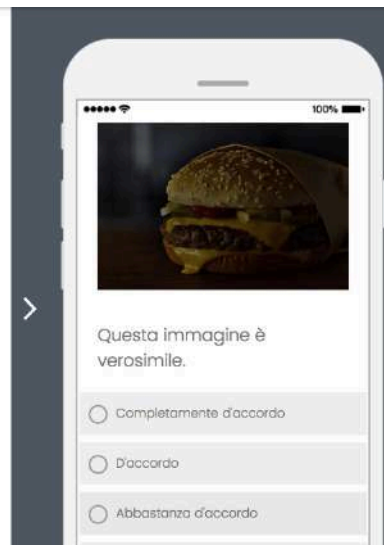 100%
Questa immagine è
verosimile.
Completamente d'accordo
D'accordo
Abbastanza d'accordo